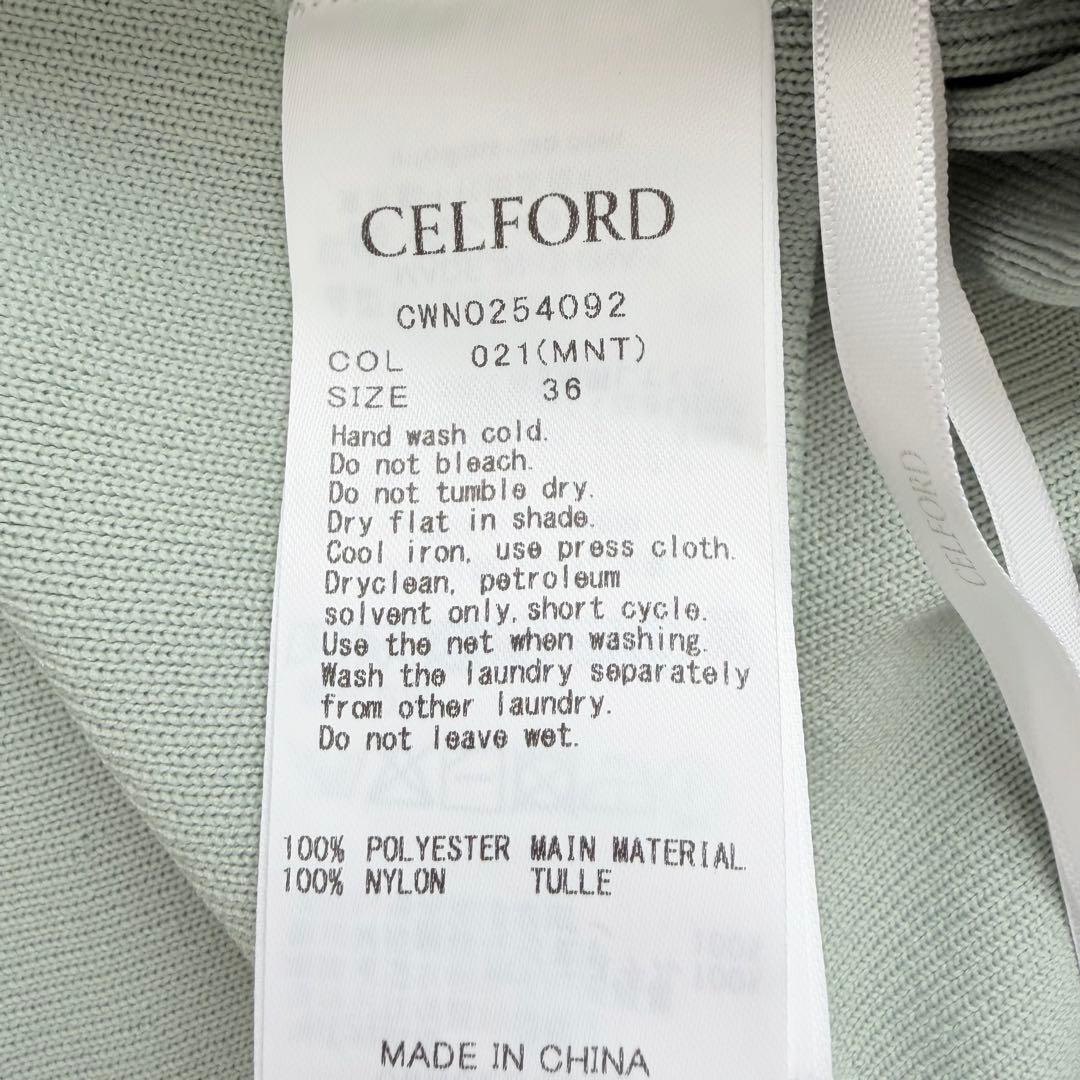 CELFORD
CWNO254092
COL 021(MNT)
SIZE 36
Hand wash cold.
Do not bleach.
Do not tumble dry.
Dry flat in shade.
Cool iron, use press cloth.
Dryclean, petroleum
solvent only, short cycle.
Use the net when washing.
Wash the laundry separately
from other laundry.
Do not leave wet.
100% POLYESTER MAIN MATERIAL
100% NYLON TULLE
MADE IN CHINA
CELFORD